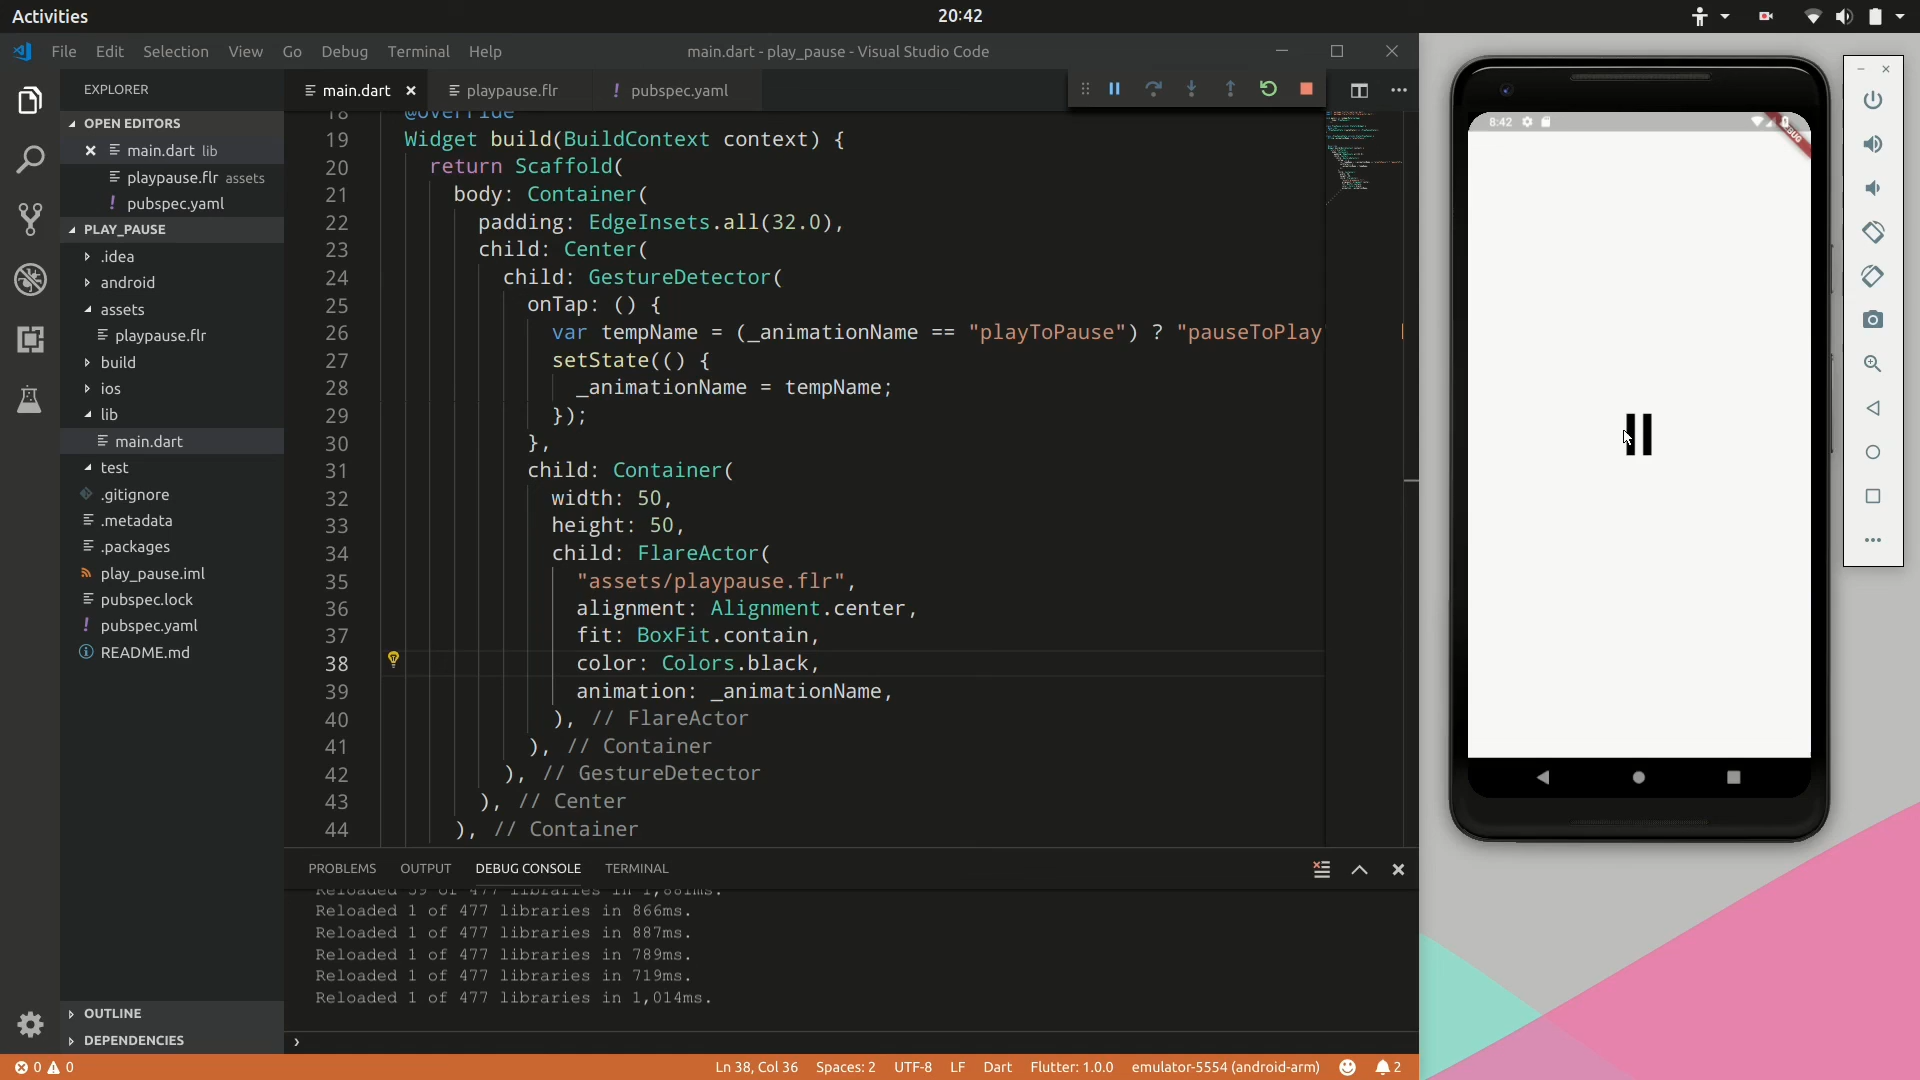 Activities
20:42
File Edit Selection View Go Debug Terminal Help
main.dart - play_pause - Visual Studio Code
EXPLORER
main.dart
playpause.flr
! pubspec.yaml
OPEN EDITORS
main.dart lib
playpause.flr assets
! pubspec.yaml
PLAY_PAUSE
.idea
android
assets
playpause.flr
build
ios
lib
main.dart
test
.gitignore
.metadata
.packages
play_pause.iml
pubspec.lock
! pubspec.yaml
README.md
OUTLINE
DEPENDENCIES
18 @override
19 Widget build(BuildContext context) {
20 return Scaffold(
21 body: Container(
22 padding: EdgeInsets.all(32.0),
23 child: Center(
24 child: GestureDetector(
25 onTap: () {
26 var tempName = (_animationName == "playToPause") ? "pauseToPlay
27 setState(() {
28 _animationName = tempName;
29 });
30 },
31 child: Container(
32 width: 50,
33 height: 50,
34 child: FlareActor(
35 "assets/playpause.flr",
36 alignment: Alignment.center,
37 fit: BoxFit.contain,
38 color: Colors.black,
39 animation: _animationName,
40 ), // FlareActor
41 ), // Container
42 ), // GestureDetector
43 ), // Center
44 ), // Container
PROBLEMS OUTPUT DEBUG CONSOLE TERMINAL
Reloaded 1 of 477 libraries in 866ms.
Reloaded 1 of 477 libraries in 887ms.
Reloaded 1 of 477 libraries in 789ms.
Reloaded 1 of 477 libraries in 719ms.
Reloaded 1 of 477 libraries in 1,014ms.
0 0
Ln 38, Col 36 Spaces: 2 UTF-8 LF Dart Flutter: 1.0.0 emulator-5554 (android-arm) 2
8:42